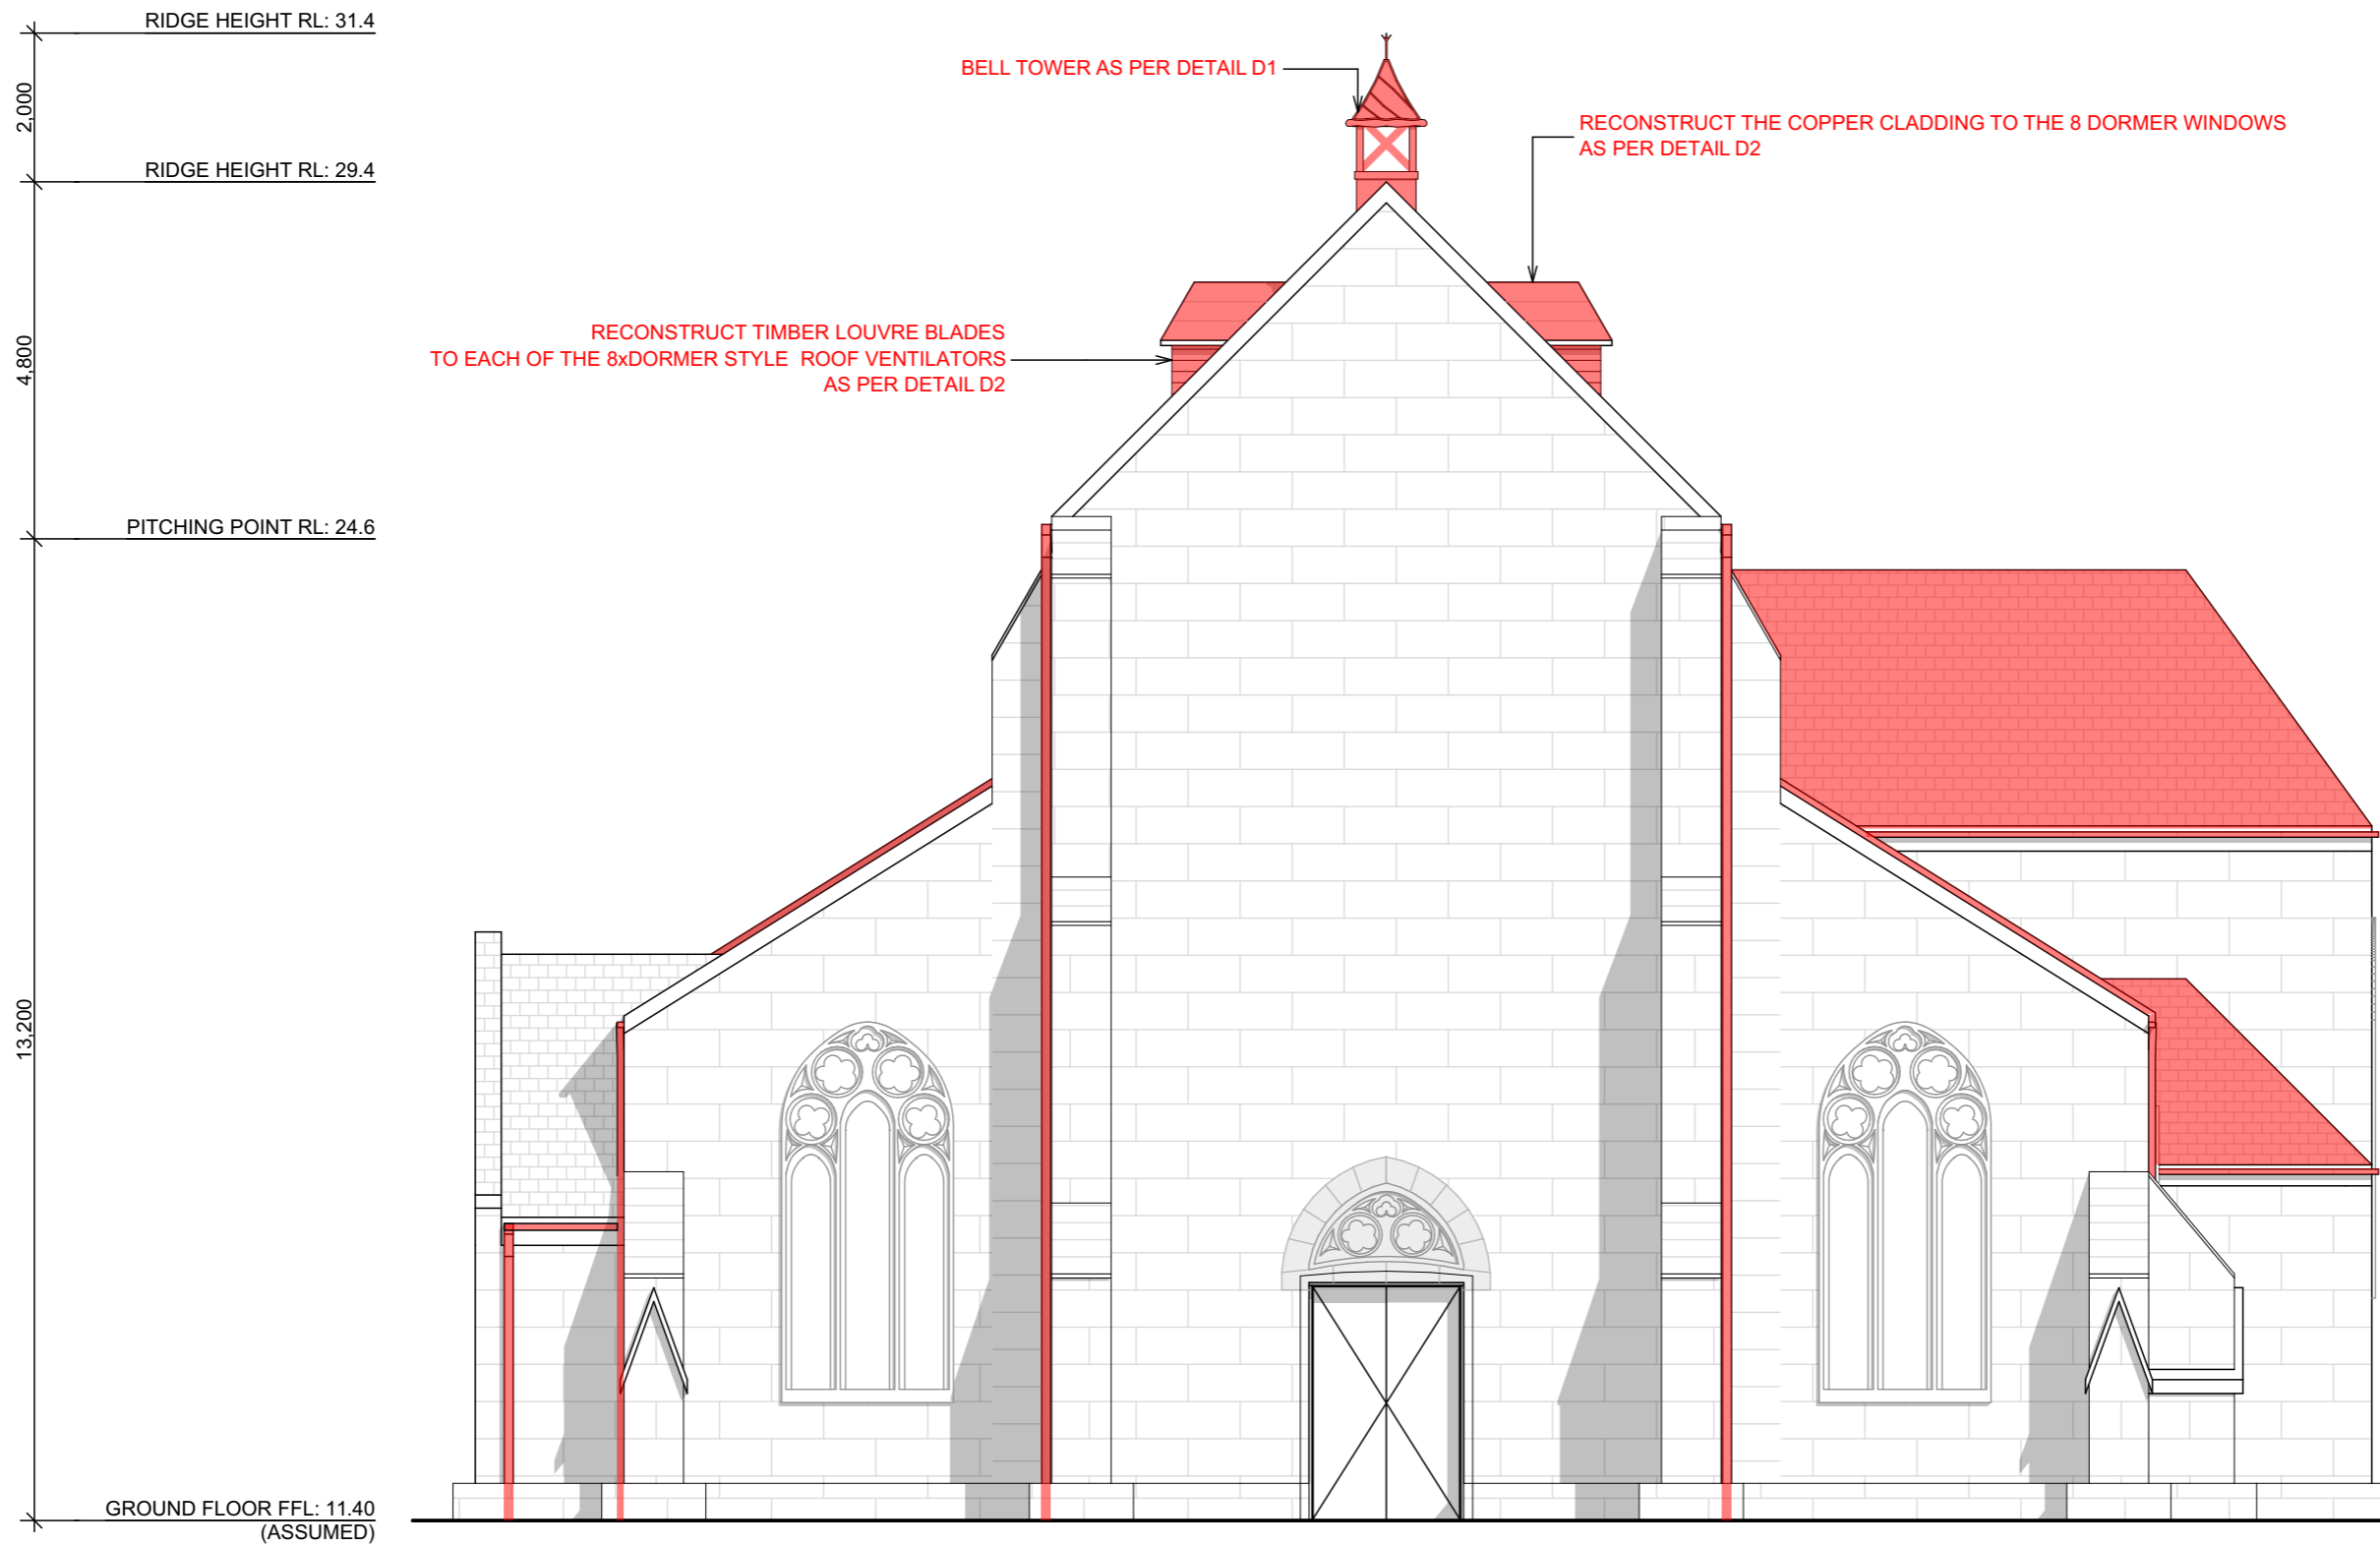 RIDGE HEIGHT RL: 31.4
BELL TOWER AS PER DETAIL D1
2,000
RECONSTRUCT THE COPPER CLADDING TO THE 8 DORMER WINDOWS
AS PER DETAIL D2
RIDGE HEIGHT RL: 29.4
RECONSTRUCT TIMBER LOUVRE BLADES
TO EACH OF THE 8xDORMER STYLE ROOF VENTILATORS
AS PER DETAIL D2
4,800
PITCHING POINT RL: 24.6
13,200
GROUND FLOOR FFL: 11.40
(ASSUMED)